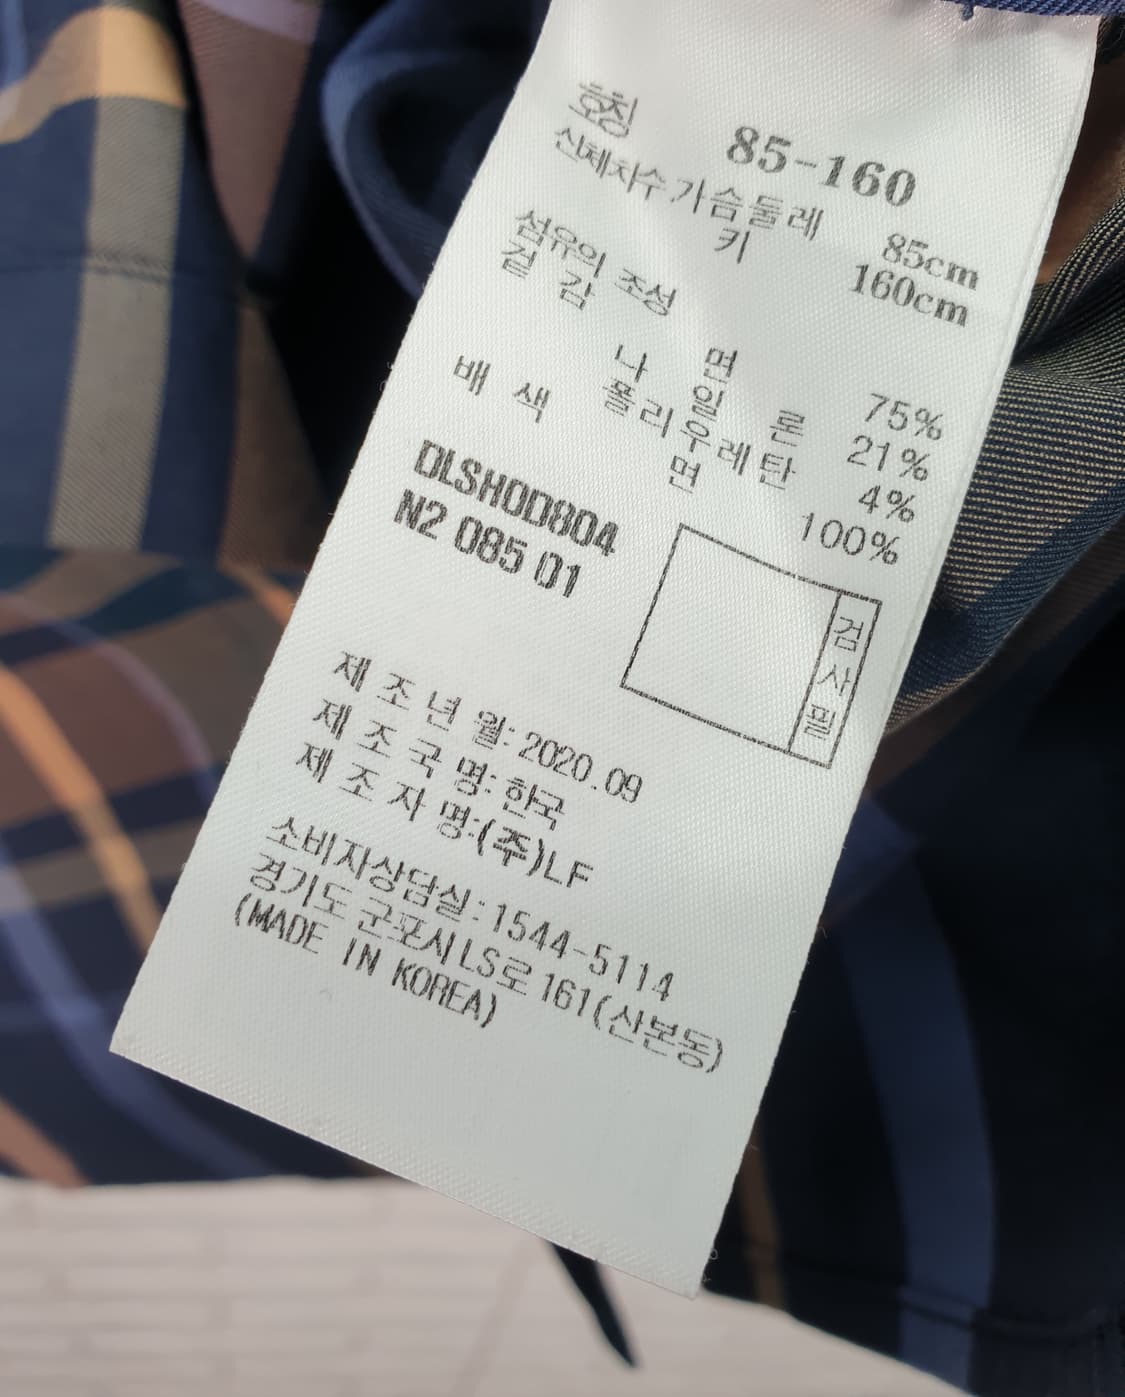 호칭 85-160
신체치수 가슴둘레 85cm
키 160cm
섬유의 조성
겉감 면 75%
나일론 21%
폴리우레탄 4%
배색 면 100%
DLSHOD804
N2 085 01
검사필
제조년월: 2020.09
제조국명: 한국
제조자명:(주)LF
소비자상담실:1544-5114
경기도 군포시 LS로 161(산본동)
(MADE IN KOREA)